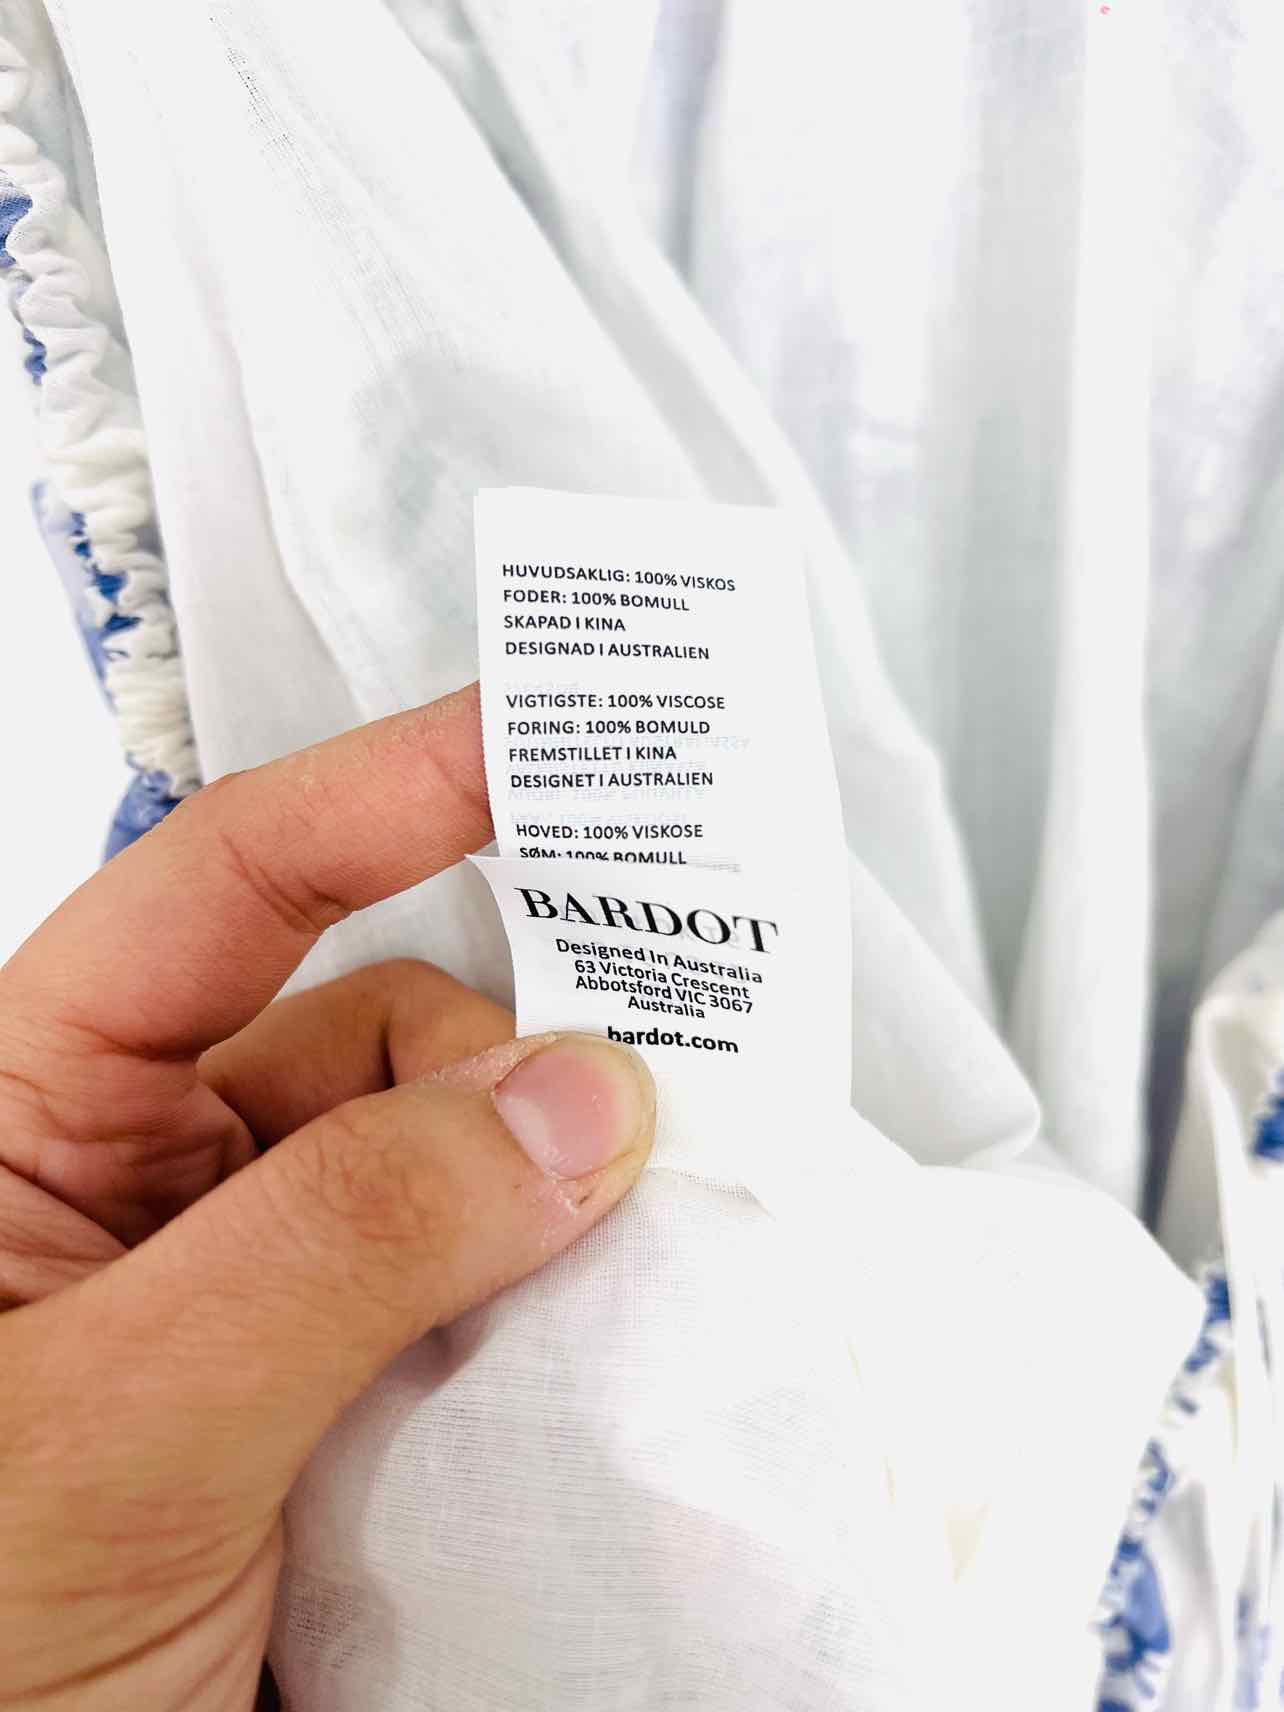 HUVUDSAKLIG: 100% VISKOS
FODER: 100% BOMULL
SKAPAD I KINA
DESIGNAD I AUSTRALIEN
VIGTIGSTE: 100% VISCOSE
FORING: 100% BOMULD
FREMSTILLET I KINA
DESIGNET I AUSTRALIEN
HOVED: 100% VISKOSE
SØM: 100% BOMULL
BARDOT
Designed In Australia
63 Victoria Crescent
Abbotsford VIC 3067
Australia
bardot.com